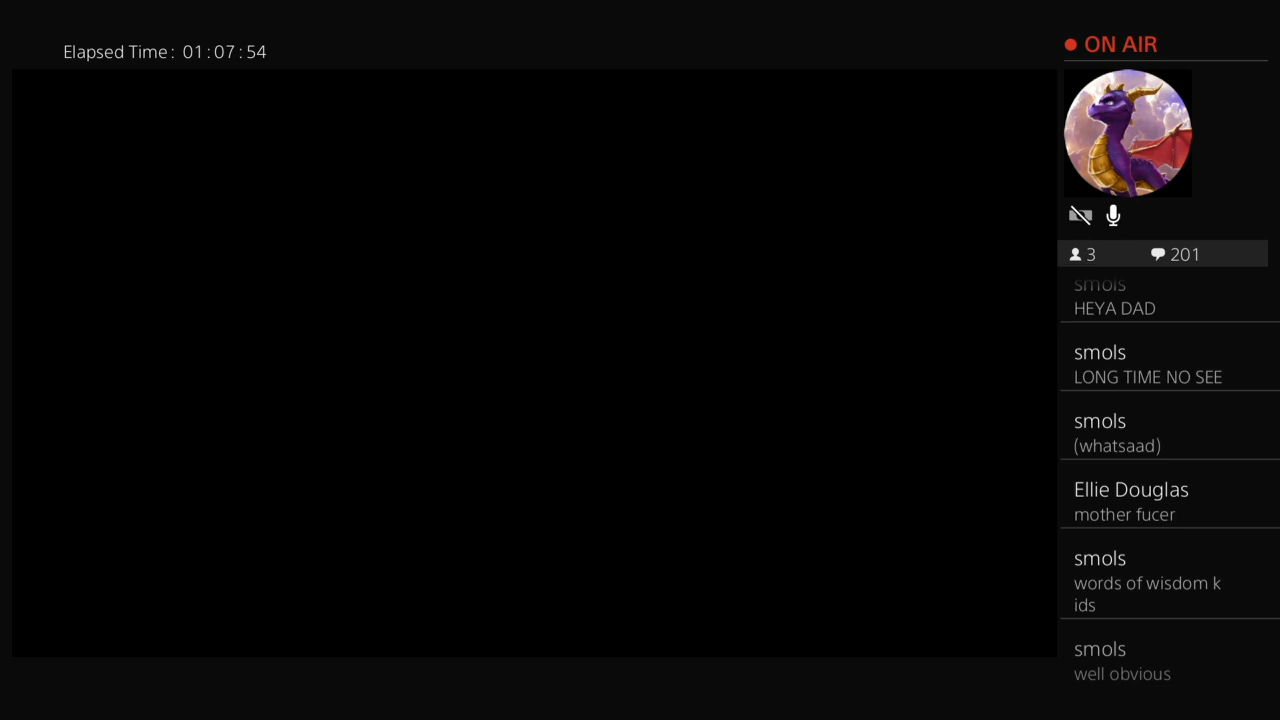 Elapsed Time: 01:07:54
ON AIR
3 201
smols
HEYA DAD
smols
LONG TIME NO SEE
smols
(whatsaad)
Ellie Douglas
mother fucer
smols
words of wisdom k
ids
smols
well obvious